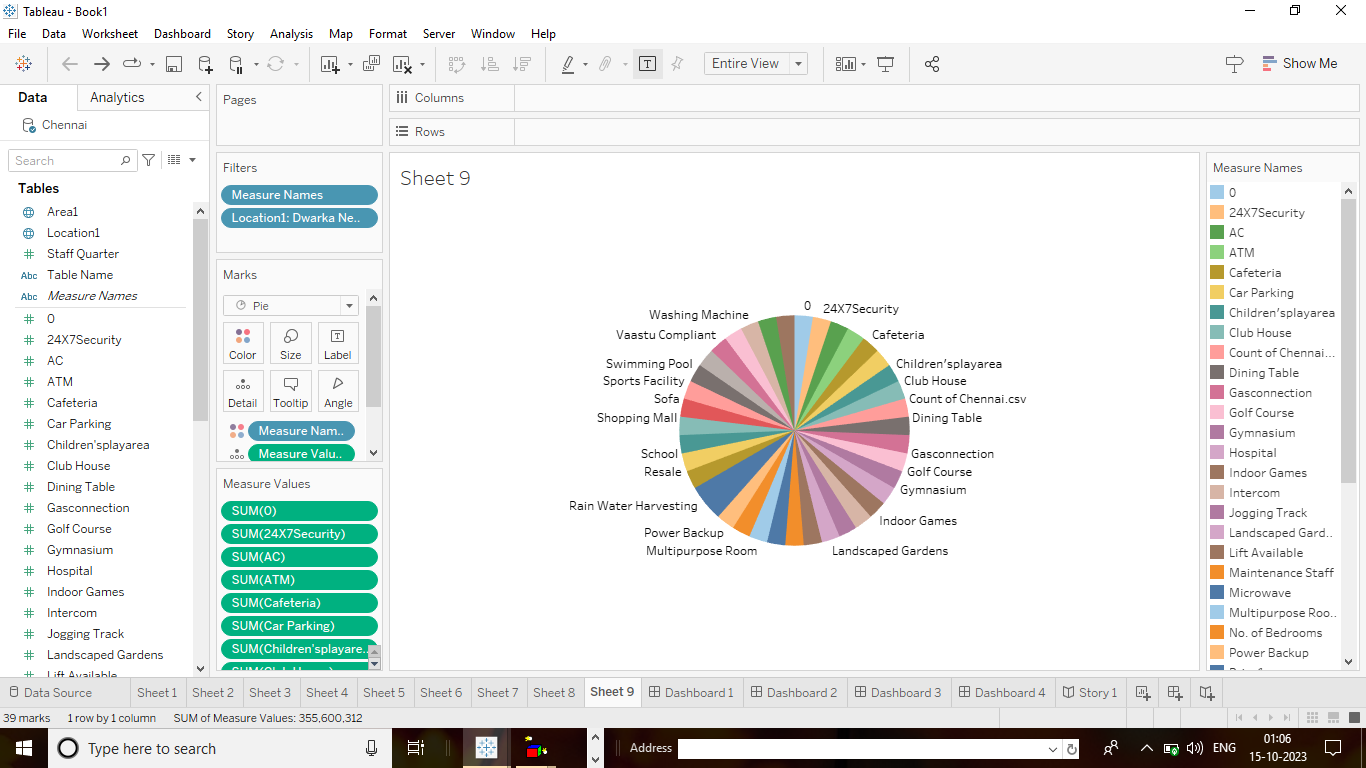 Tableau - Book1
File Data Worksheet Dashboard Story Analysis Map Format Server Window Help
Entire View
Show Me
Data Analytics
Chennai
Search
Tables
Area1
Location1
# Staff Quarter
Abc Table Name
Abc Measure Names
# 0
# 24X7Security
# AC
# ATM
# Cafeteria
# Car Parking
# Children'splayarea
# Club House
# Dining Table
# Gasconnection
# Golf Course
# Gymnasium
# Hospital
# Indoor Games
# Intercom
# Jogging Track
# Landscaped Gardens
# Lift Available
Pages
Filters
Measure Names
Location1: Dwarka Ne..
Marks
Pie
Color Size Label
Detail Tooltip Angle
Measure Nam..
Measure Valu..
Measure Values
SUM(0)
SUM(24X7Security)
SUM(AC)
SUM(ATM)
SUM(Cafeteria)
SUM(Car Parking)
SUM(Children'splayare..
SUM(Club House)
Columns
Rows
Sheet 9
0
24X7Security
Cafeteria
Children'splayarea
Club House
Count of Chennai.csv
Dining Table
Gasconnection
Golf Course
Gymnasium
Indoor Games
Landscaped Gardens
Multipurpose Room
Power Backup
Rain Water Harvesting
Resale
School
Shopping Mall
Sofa
Sports Facility
Swimming Pool
Vaastu Compliant
Washing Machine
Measure Names
0
24X7Security
AC
ATM
Cafeteria
Car Parking
Children'splayarea
Club House
Count of Chennai...
Dining Table
Gasconnection
Golf Course
Gymnasium
Hospital
Indoor Games
Intercom
Jogging Track
Landscaped Gard..
Lift Available
Maintenance Staff
Microwave
Multipurpose Roo..
No. of Bedrooms
Power Backup
Data Source Sheet 1 Sheet 2 Sheet 3 Sheet 4 Sheet 5 Sheet 6 Sheet 7 Sheet 8 Sheet 9 Dashboard 1 Dashboard 2 Dashboard 3 Dashboard 4 Story 1
39 marks 1 row by 1 column SUM of Measure Values: 355,600,312
Type here to search
Address
ENG
01:06
15-10-2023